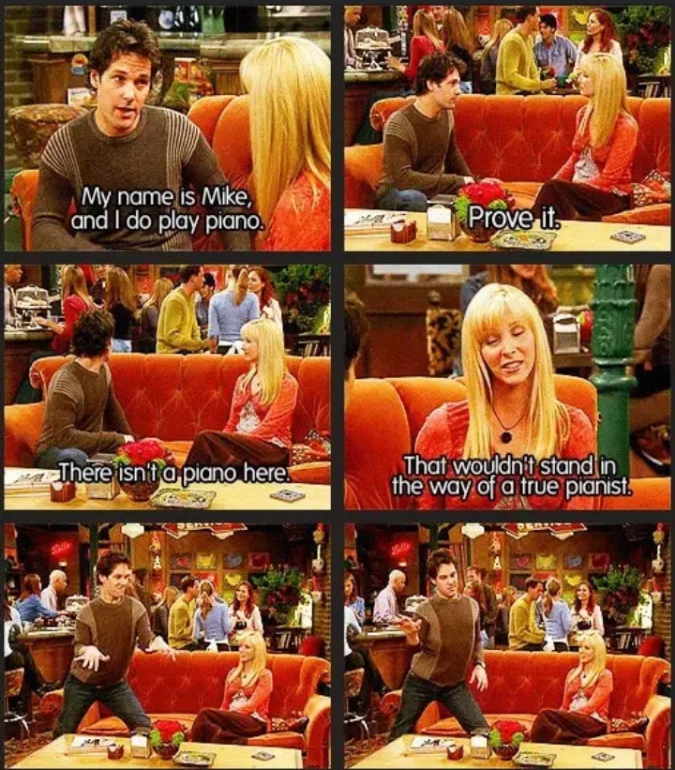 My name is Mike,
and I do play piano.
Prove it.
There isn't a piano here.
That wouldn't stand in
the way of a true pianist.